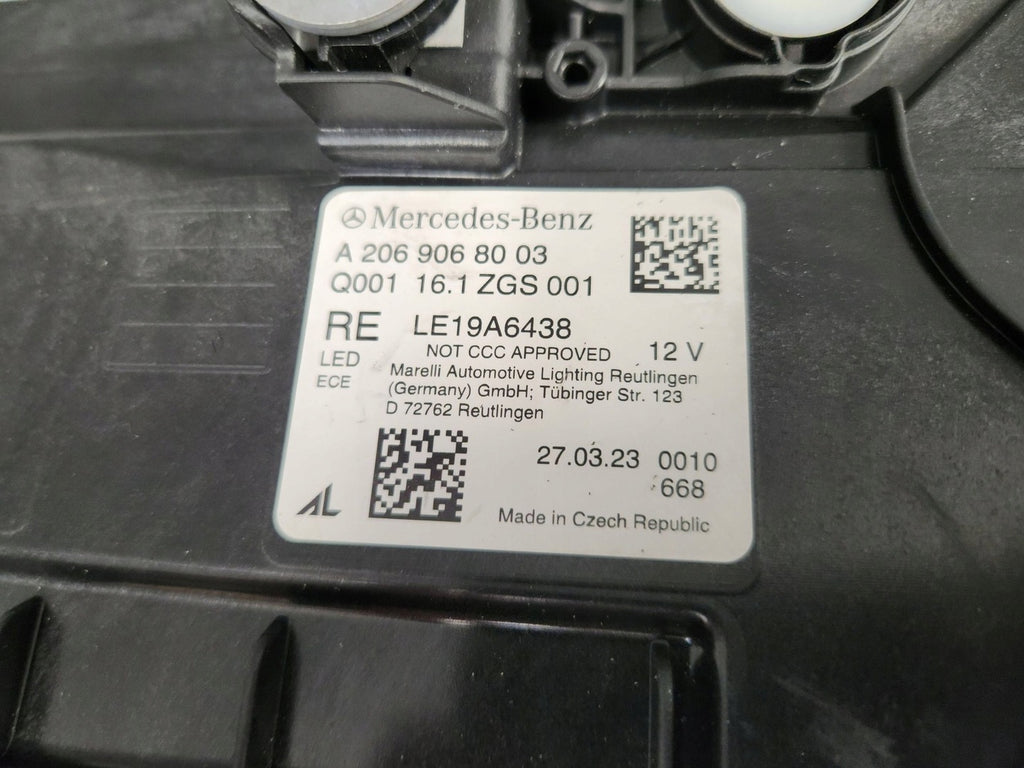 Mercedes-Benz
A 206 906 80 03
Q001 16.1 ZGS 001
RE LE19A6438
LED NOT CCC APPROVED 12 V
ECE Marelli Automotive Lighting Reutlingen
(Germany) GmbH; Tübinger Str. 123
D 72762 Reutlingen
27.03.23 0010
668
AL
Made in Czech Republic